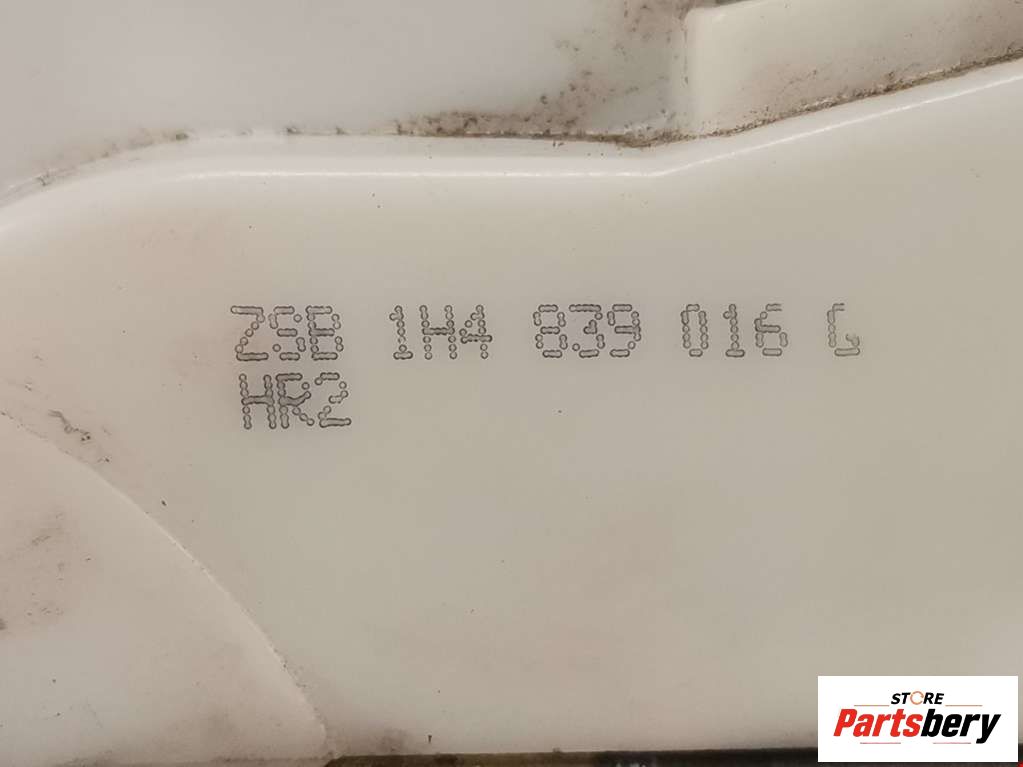 ZSB 1H4 839 016 G
HR2
STORE
Partsbery